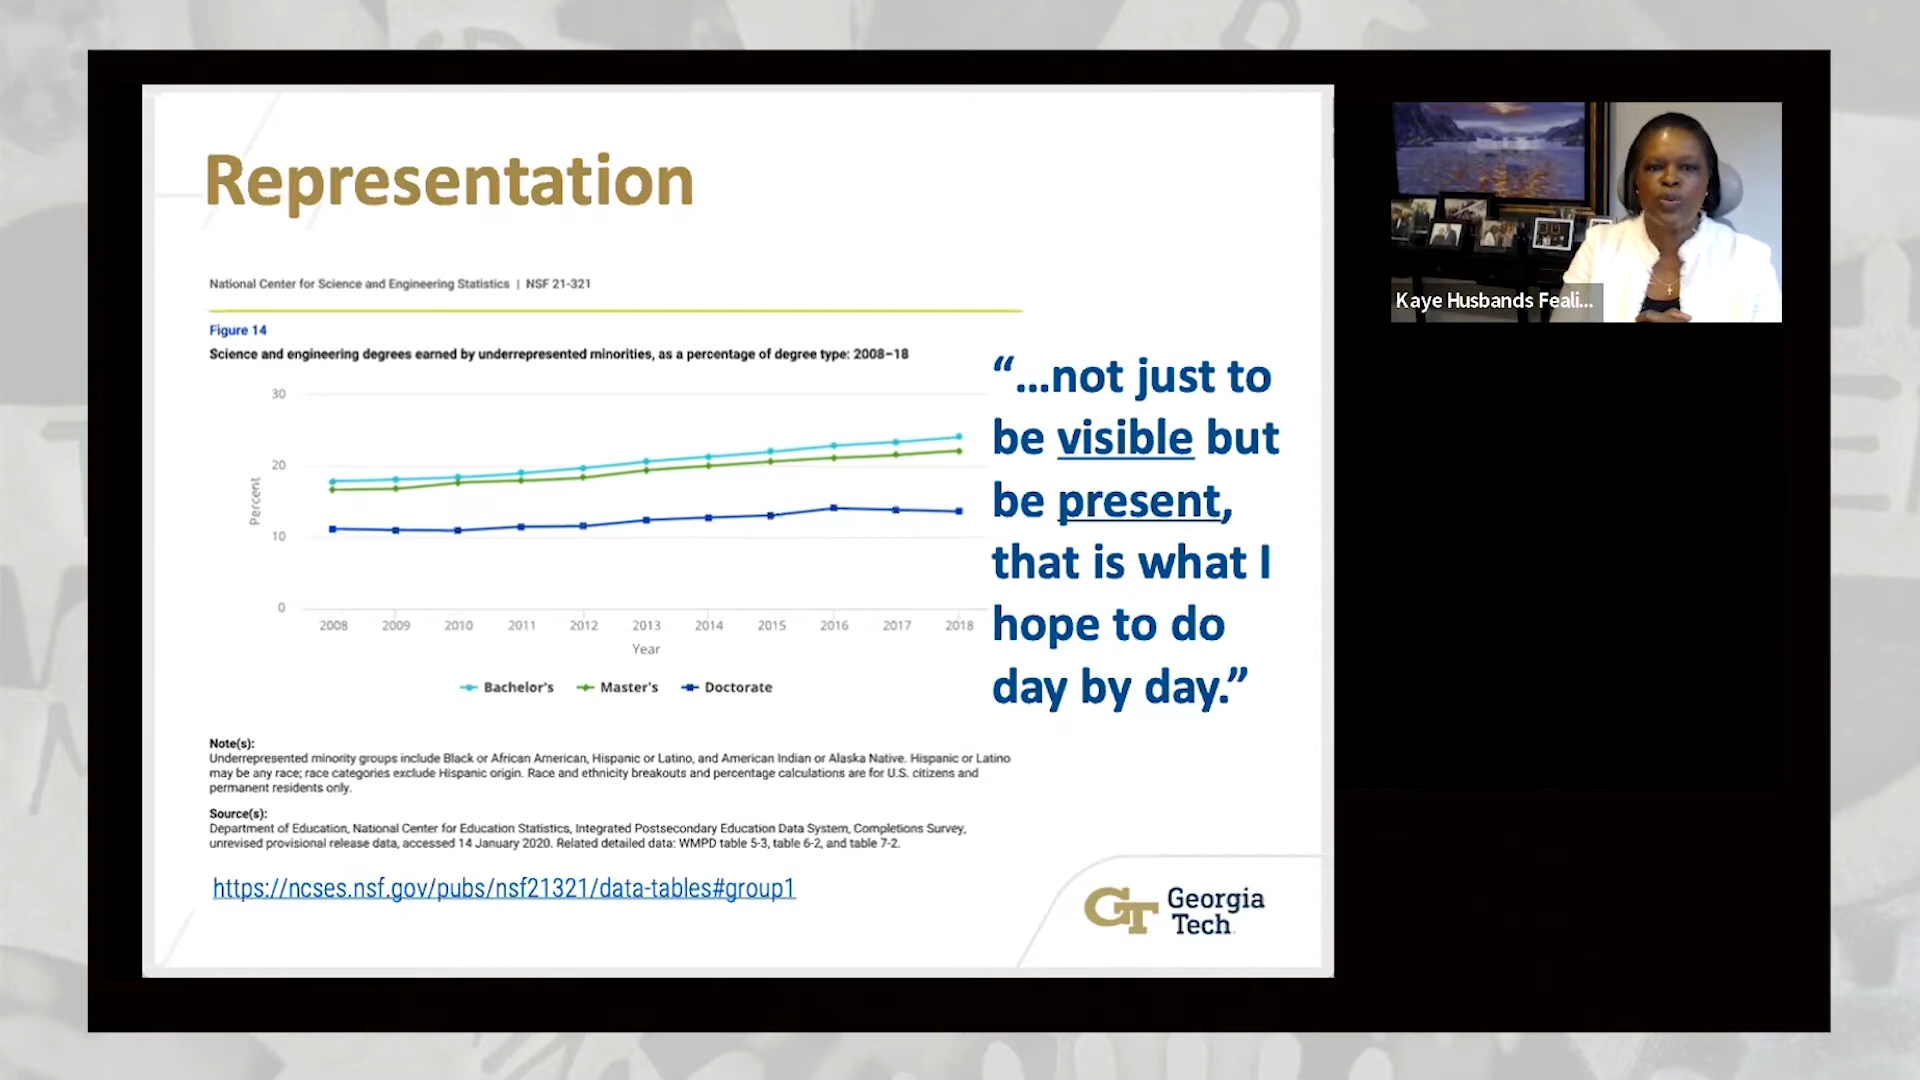 Representation
National Center for Science and Engineering Statistics | NSF 21-321
Figure 14
Science and engineering degrees earned by underrepresented minorities, as a percentage of degree type: 2008–18
30
20
10
0
Percent
2008 2009 2010 2011 2012 2013 2014 2015 2016 2017 2018
Year
Bachelor's Master's Doctorate
“...not just to
be visible but
be present,
that is what I
hope to do
day by day.”
Note(s):
Underrepresented minority groups include Black or African American, Hispanic or Latino, and American Indian or Alaska Native. Hispanic or Latino
may be any race; race categories exclude Hispanic origin. Race and ethnicity breakouts and percentage calculations are for U.S. citizens and
permanent residents only.
Source(s):
Department of Education, National Center for Education Statistics, Integrated Postsecondary Education Data System, Completions Survey,
unrevised provisional release data, accessed 14 January 2020. Related detailed data: WMPD table 5-3, table 6-2, and table 7-2.
https://ncses.nsf.gov/pubs/nsf21321/data-tables#group1
GT Georgia
Tech
Kaye Husbands Feali...